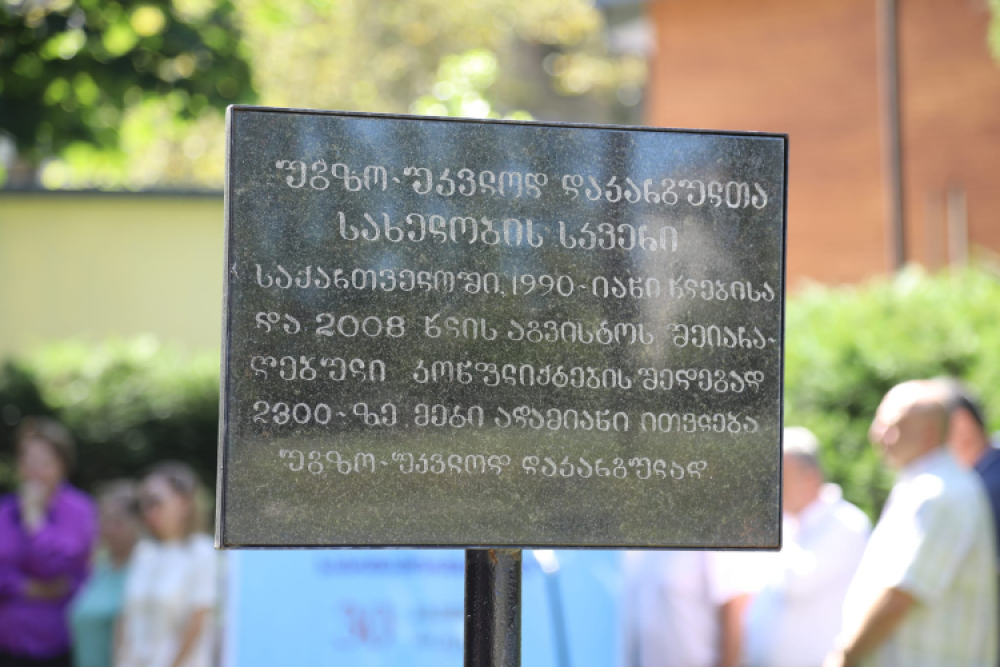 უგზო-უკვლოდ დაკარგულთა
სახელობის სკვერი
საქართველოში, 1990-იანი წლებისა
და 2008 წლის აგვისტოს შეიარა-
ღებული კონფლიქტების შედეგად
2300-ზე მეტი ადამიანი ითვლება
უგზო-უკვლოდ დაკარგულად.
30